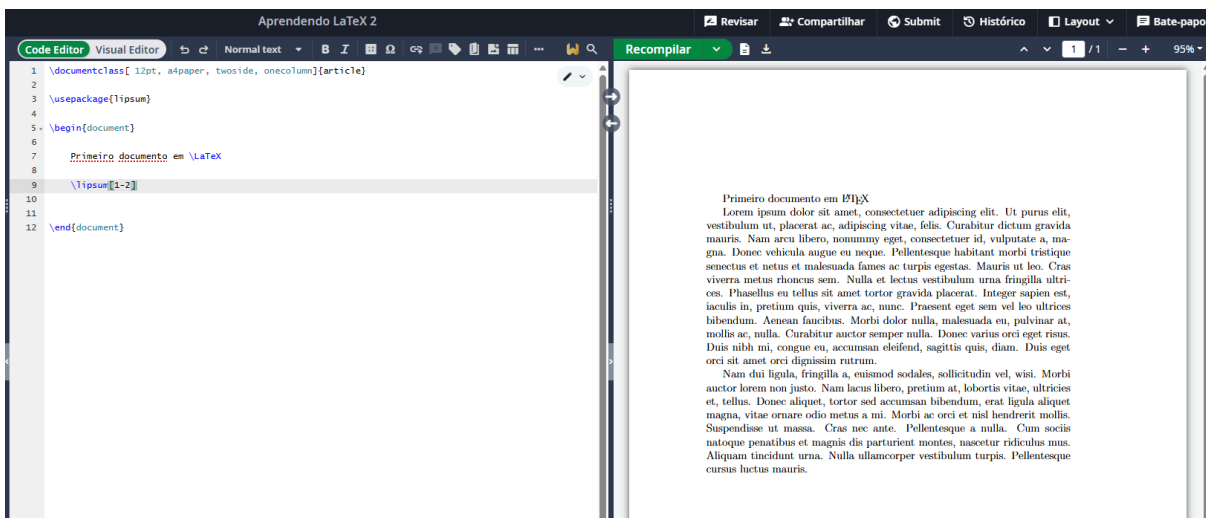 Aprendendo LaTeX 2
Revisar Compartilhar Submit Histórico Layout Bate-papo
Code Editor Visual Editor Normal text B I Ω ... Recompilar 1 / 1 − + 95%
1 \documentclass[ 12pt, a4paper, twoside, onecolumn]{article}
2
3 \usepackage{lipsum}
4
5 \begin{document}
6
7 Primeiro documento em \LaTeX
8
9 \lipsum[1-2]
10
11
12 \end{document}
Primeiro documento em LATEX
Lorem ipsum dolor sit amet, consectetuer adipiscing elit. Ut purus elit,
vestibulum ut, placerat ac, adipiscing vitae, felis. Curabitur dictum gravida
mauris. Nam arcu libero, nonummy eget, consectetuer id, vulputate a, ma-
gna. Donec vehicula augue eu neque. Pellentesque habitant morbi tristique
senectus et netus et malesuada fames ac turpis egestas. Mauris ut leo. Cras
viverra metus rhoncus sem. Nulla et lectus vestibulum urna fringilla ultri-
ces. Phasellus eu tellus sit amet tortor gravida placerat. Integer sapien est,
iaculis in, pretium quis, viverra ac, nunc. Praesent eget sem vel leo ultrices
bibendum. Aenean faucibus. Morbi dolor nulla, malesuada eu, pulvinar at,
mollis ac, nulla. Curabitur auctor semper nulla. Donec varius orci eget risus.
Duis nibh mi, congue eu, accumsan eleifend, sagittis quis, diam. Duis eget
orci sit amet orci dignissim rutrum.
Nam dui ligula, fringilla a, euismod sodales, sollicitudin vel, wisi. Morbi
auctor lorem non justo. Nam lacus libero, pretium at, lobortis vitae, ultricies
et, tellus. Donec aliquet, tortor sed accumsan bibendum, erat ligula aliquet
magna, vitae ornare odio metus a mi. Morbi ac orci et nisl hendrerit mollis.
Suspendisse ut massa. Cras nec ante. Pellentesque a nulla. Cum sociis
natoque penatibus et magnis dis parturient montes, nascetur ridiculus mus.
Aliquam tincidunt urna. Nulla ullamcorper vestibulum turpis. Pellentesque
cursus luctus mauris.